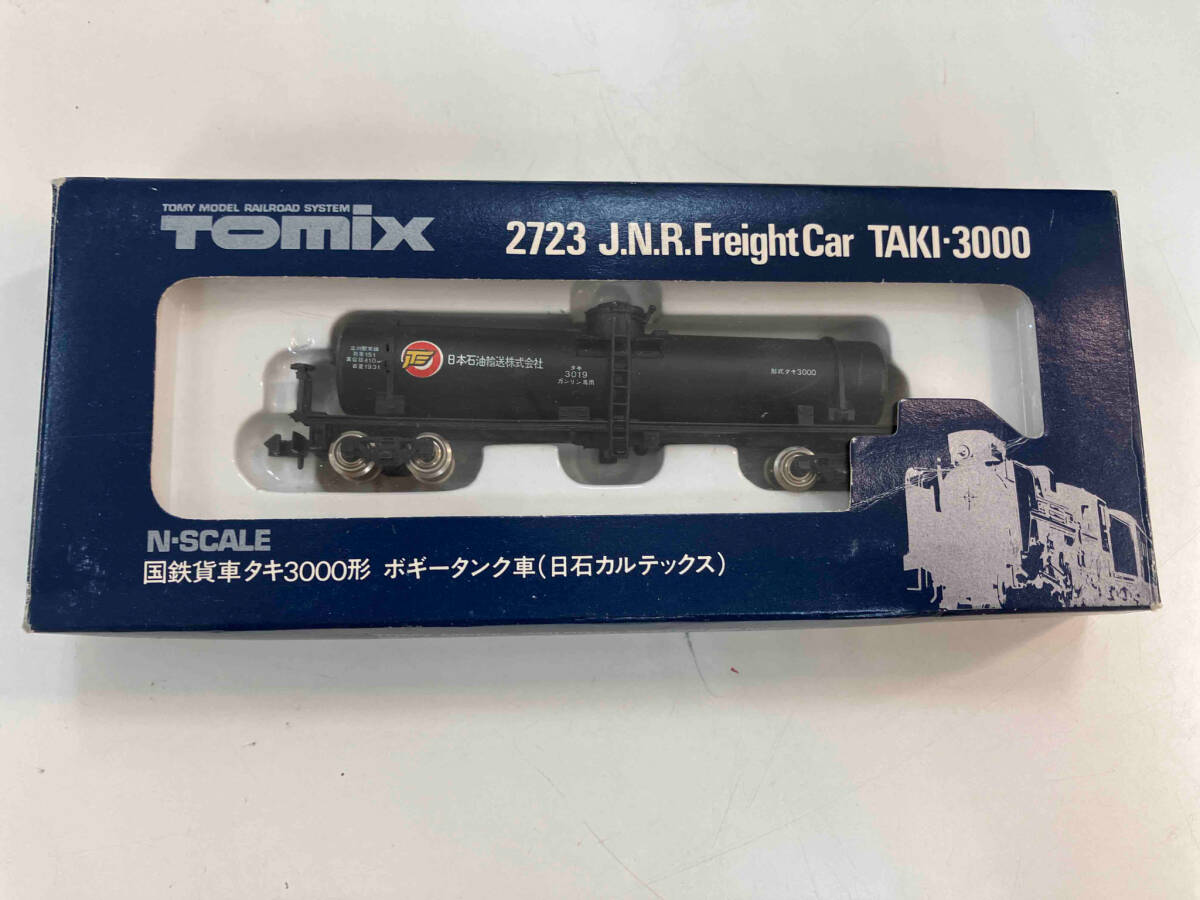 TOMY MODEL RAILROAD SYSTEM
TOMIX
2723 J.N.R. Freight Car TAKI・3000
日本石油輸送株式会社
タキ
3019
ガソリン専用
形式タキ3000
N・SCALE
国鉄貨車タキ3000形 ボギータンク車(日石カルテックス)